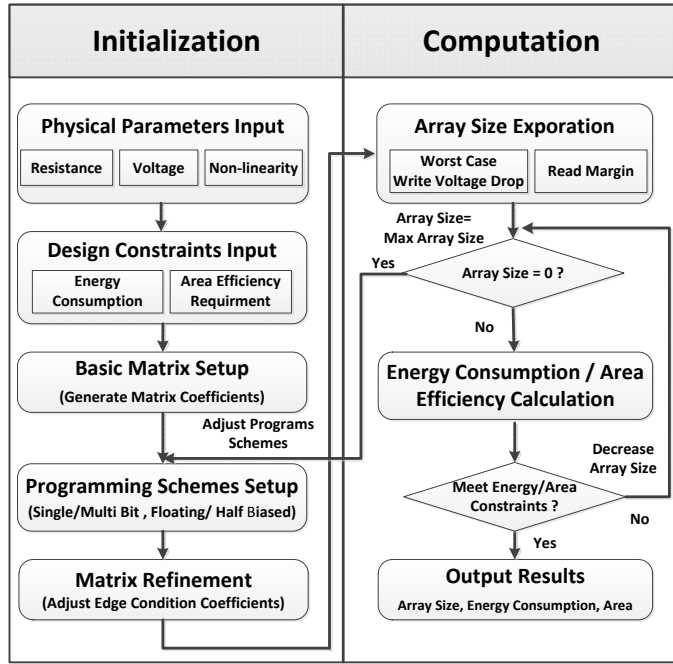 Initialization
Computation
Physical Parameters Input
Resistance
Voltage
Non-linearity
Design Constraints Input
Energy
Consumption
Area Efficiency
Requirment
Basic Matrix Setup
(Generate Matrix Coefficients)
Adjust Programs
Schemes
Programming Schemes Setup
(Single/Multi Bit , Floating/ Half Biased)
Matrix Refinement
(Adjust Edge Condition Coefficients)
Array Size Exporation
Worst Case
Write Voltage Drop
Read Margin
Array Size=
Max Array Size
Yes
Array Size = 0 ?
No
Energy Consumption / Area
Efficiency Calculation
Decrease
Array Size
Meet Energy/Area
Constraints ?
No
Yes
Output Results
Array Size, Energy Consumption, Area